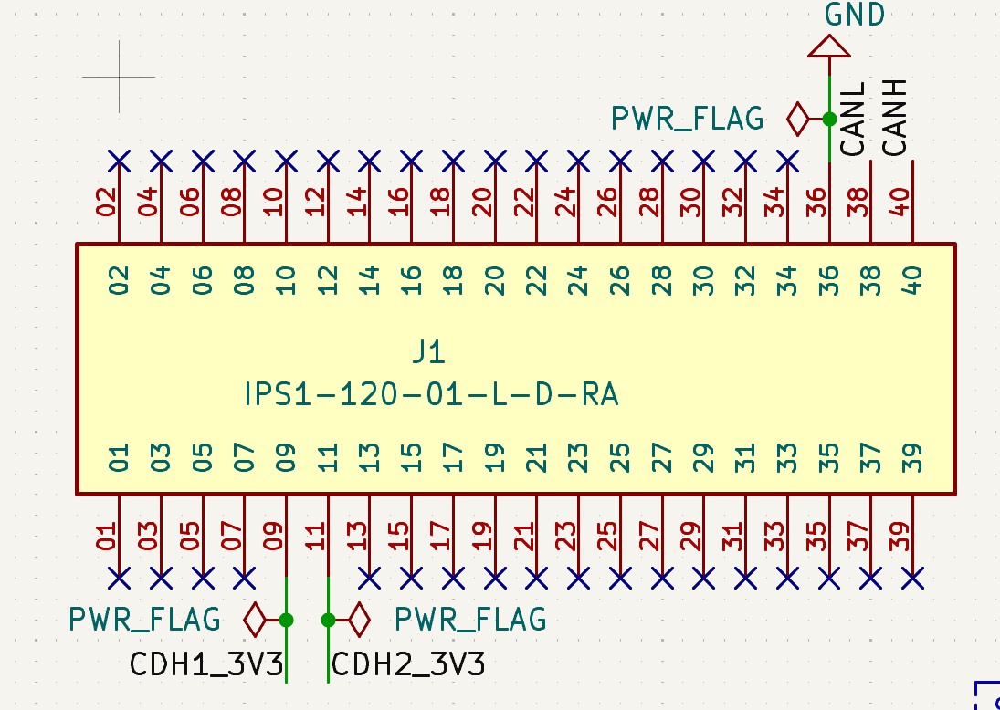 GND
CANL
CANH
PWR_FLAG
02 04 06 08 10 12 14 16 18 20 22 24 26 28 30 32 34 36 38 40
02 04 06 08 10 12 14 16 18 20 22 24 26 28 30 32 34 36 38 40
J1
IPS1-120-01-L-D-RA
01 03 05 07 09 11 13 15 17 19 21 23 25 27 29 31 33 35 37 39
01 03 05 07 09 11 13 15 17 19 21 23 25 27 29 31 33 35 37 39
PWR_FLAG PWR_FLAG
CDH1_3V3 CDH2_3V3